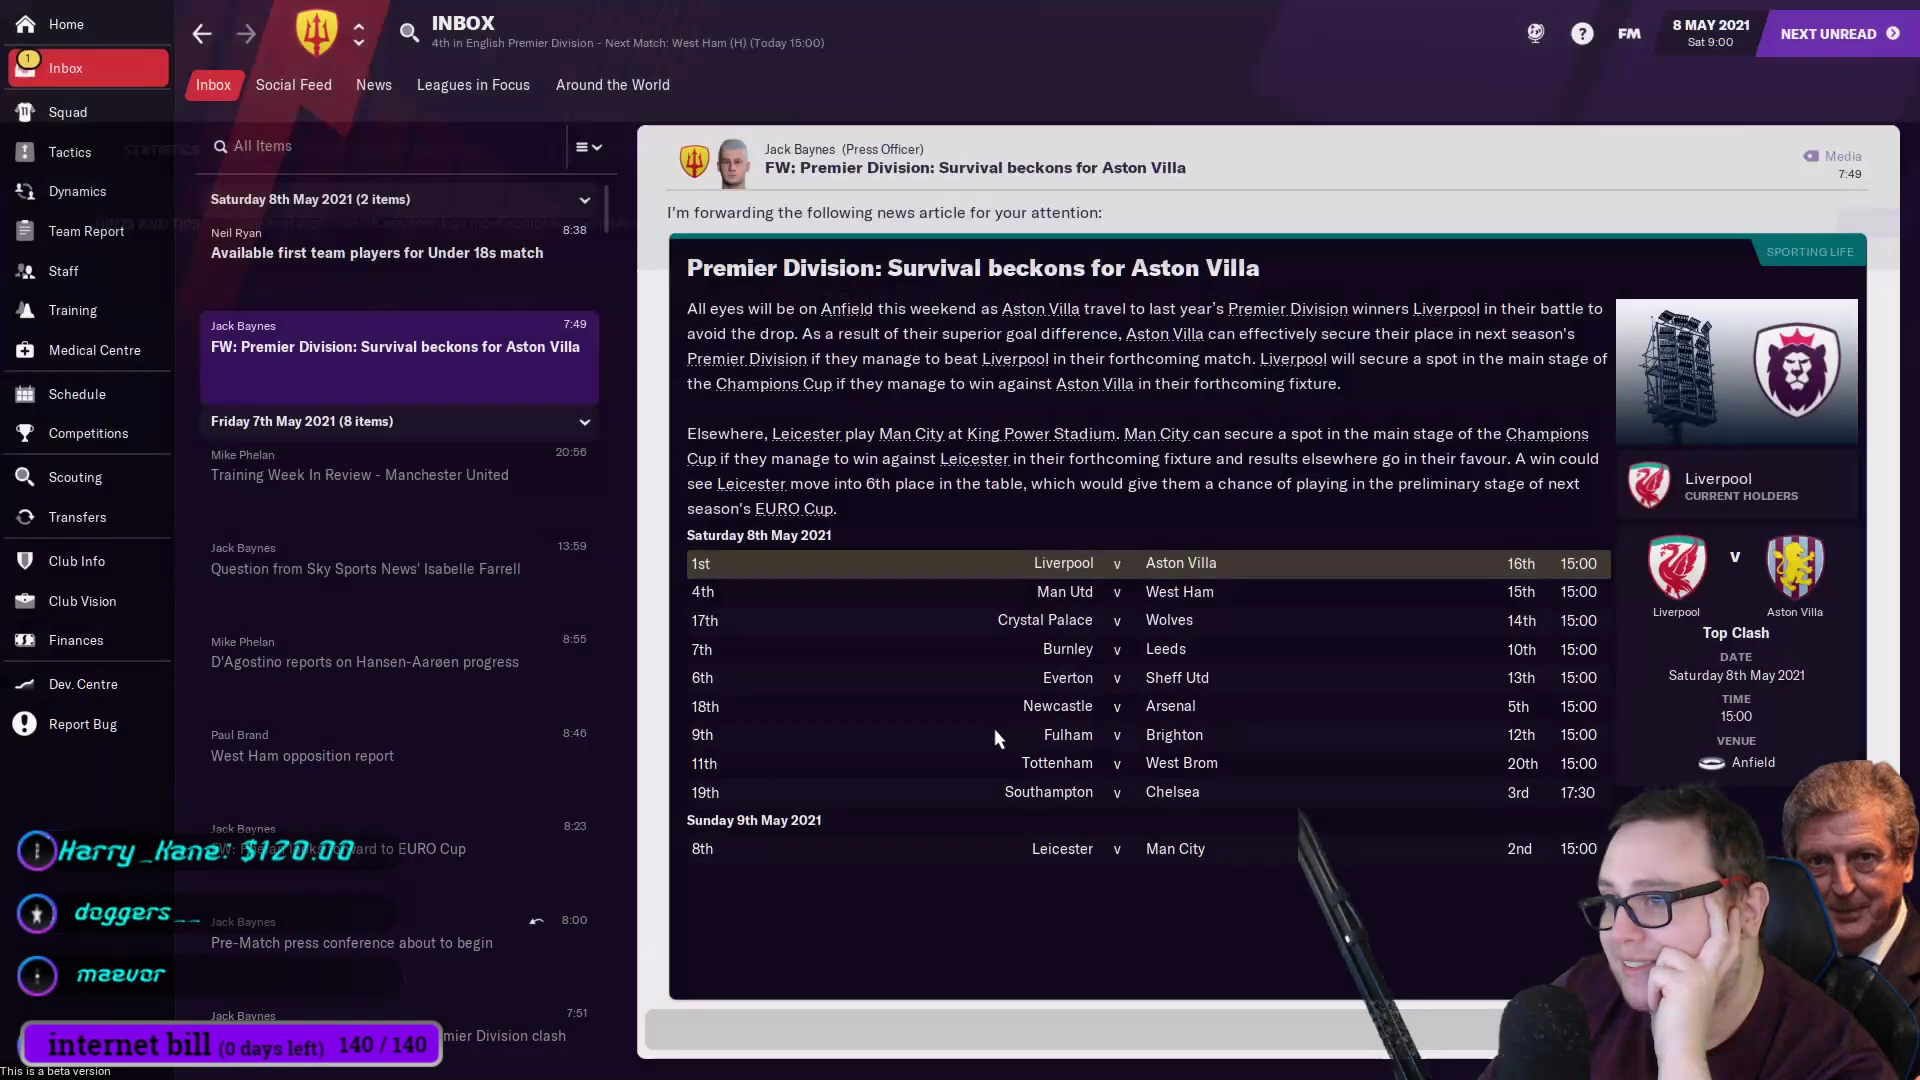 Home
1
Inbox
Squad
Tactics
Dynamics
Team Report
Staff
Training
Medical Centre
Schedule
Competitions
Scouting
Transfers
Club Info
Club Vision
Finances
Dev. Centre
Report Bug
INBOX
4th in English Premier Division - Next Match: West Ham (H) (Today 15:00)
? FM
8 MAY 2021
Sat 9:00
NEXT UNREAD
Inbox Social Feed News Leagues in Focus Around the World
All Items
Saturday 8th May 2021 (2 items)
Neil Ryan 8:38
Available first team players for Under 18s match
Jack Baynes 7:49
FW: Premier Division: Survival beckons for Aston Villa
Friday 7th May 2021 (8 items)
Mike Phelan 20:56
Training Week In Review - Manchester United
Jack Baynes 13:59
Question from Sky Sports News' Isabelle Farrell
Mike Phelan 8:55
D'Agostino reports on Hansen-Aarøen progress
Paul Brand 8:46
West Ham opposition report
Jack Baynes 8:23
forward to EURO Cup
Jack Baynes 8:00
Pre-Match press conference about to begin
Jack Baynes 7:51
mier Division clash
Harry_Kane: $120.00
daggers__
maevor
internet bill (0 days left) 140 / 140
This is a beta version
Jack Baynes (Press Officer)
FW: Premier Division: Survival beckons for Aston Villa
Media
7:49
I'm forwarding the following news article for your attention:
SPORTING LIFE
Premier Division: Survival beckons for Aston Villa
All eyes will be on Anfield this weekend as Aston Villa travel to last year's Premier Division winners Liverpool in their battle to
avoid the drop. As a result of their superior goal difference, Aston Villa can effectively secure their place in next season's
Premier Division if they manage to beat Liverpool in their forthcoming match. Liverpool will secure a spot in the main stage of
the Champions Cup if they manage to win against Aston Villa in their forthcoming fixture.
Elsewhere, Leicester play Man City at King Power Stadium. Man City can secure a spot in the main stage of the Champions
Cup if they manage to win against Leicester in their forthcoming fixture and results elsewhere go in their favour. A win could
see Leicester move into 6th place in the table, which would give them a chance of playing in the preliminary stage of next
season's EURO Cup.
Saturday 8th May 2021
1st Liverpool v Aston Villa 16th 15:00
4th Man Utd v West Ham 15th 15:00
17th Crystal Palace v Wolves 14th 15:00
7th Burnley v Leeds 10th 15:00
6th Everton v Sheff Utd 13th 15:00
18th Newcastle v Arsenal 5th 15:00
9th Fulham v Brighton 12th 15:00
11th Tottenham v West Brom 20th 15:00
19th Southampton v Chelsea 3rd 17:30
Sunday 9th May 2021
8th Leicester v Man City 2nd 15:00
Liverpool
CURRENT HOLDERS
v
Liverpool Aston Villa
Top Clash
DATE
Saturday 8th May 2021
TIME
15:00
VENUE
Anfield